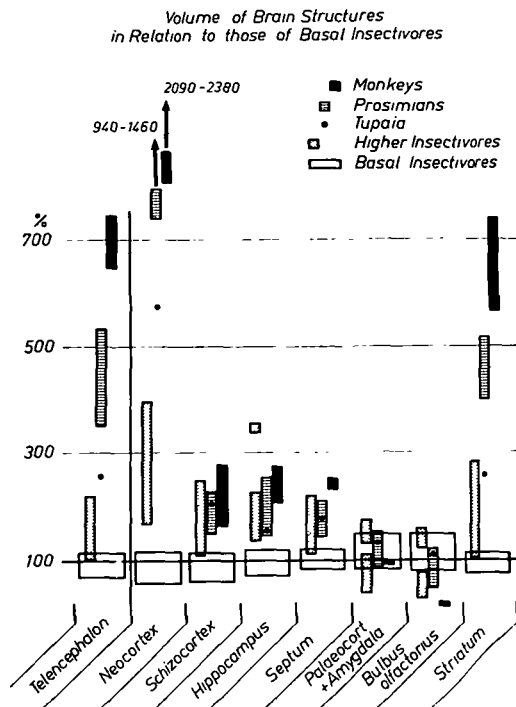 Volume of Brain Structures
in Relation to those of Basal Insectivores
2090-2380
940-1460
Monkeys
Prosimians
Tupaia
Higher Insectivores
Basal Insectivores
%
700
500
300
100
Telencephalon
Neocortex
Schizocortex
Hippocampus
Septum
Palaeocort
+Amygdala
Bulbus
olfactorius
Striatum